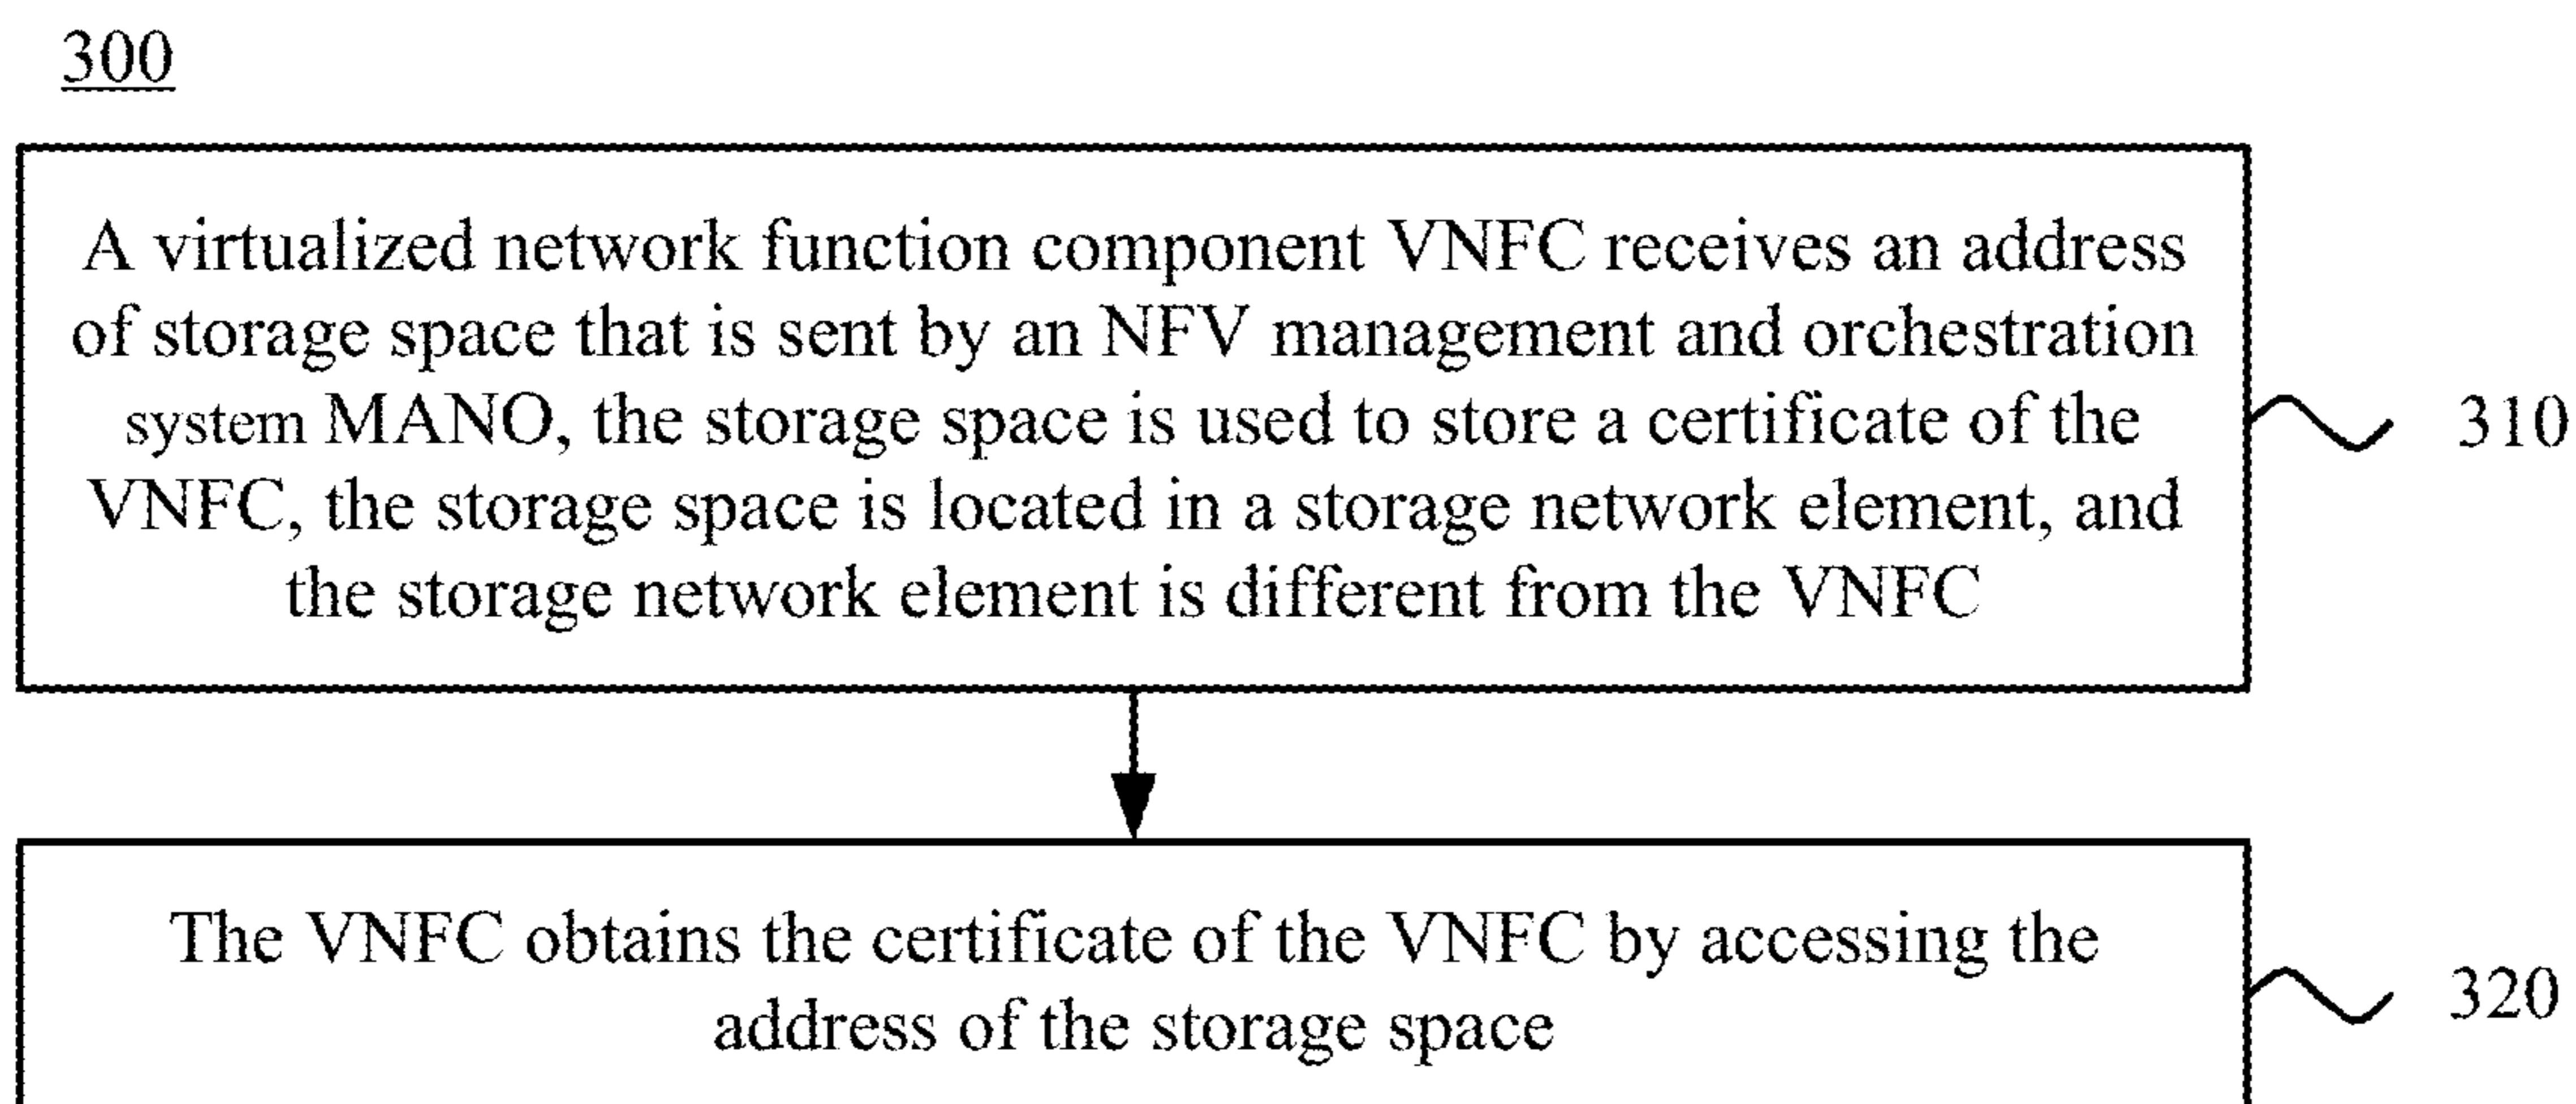 300
A virtualized network function component VNFC receives an address
of storage space that is sent by an NFV management and orchestration
system MANO, the storage space is used to store a certificate of the
VNFC, the storage space is located in a storage network element, and
the storage network element is different from the VNFC
310
The VNFC obtains the certificate of the VNFC by accessing the
address of the storage space
320